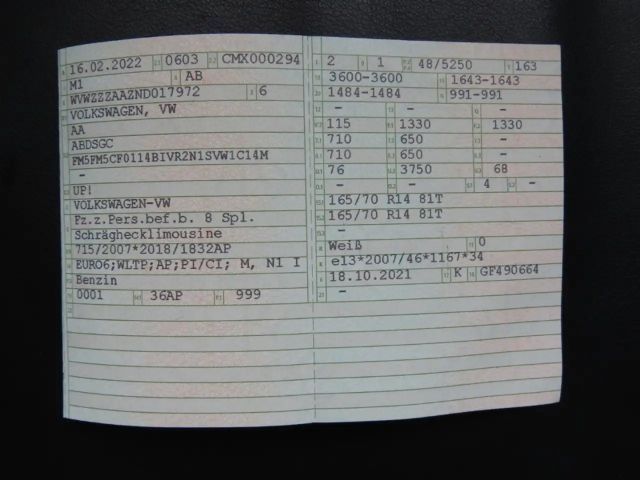 16.02.2022 0603 CMX000294
M1 AB
WVWZZZAAZND017972 6
VOLKSWAGEN, VW
AA
ABDSGC
FM5FM5CF0114BIVR2N1SVW1C14M
-
UP!
VOLKSWAGEN-VW
Fz.z.Pers.bef.b. 8 Spl.
Schräghecklimousine
715/2007*2018/1832AP
EURO6;WLTP;AP;PI/CI; M, N1 I
Benzin
0001 36AP 999
2 1 48/5250 163
3600-3600 1643-1643
1484-1484 991-991
- - -
115 1330 1330
710 650 -
710 650 -
76 3750 68
- - 4 -
165/70 R14 81T
165/70 R14 81T
-
Weiß 0
e13*2007/46*1167*34
18.10.2021 K GF490664
-